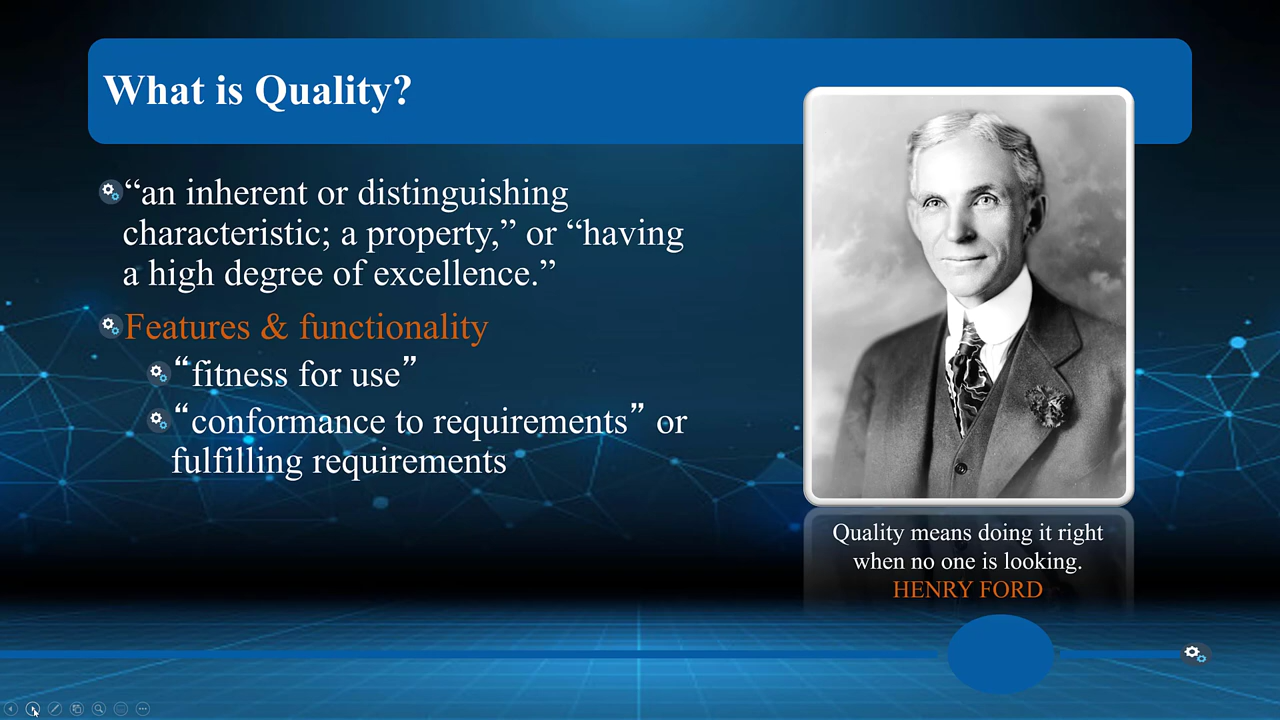 What is Quality?
“an inherent or distinguishing
characteristic; a property,” or “having
a high degree of excellence.”
Features & functionality
“fitness for use”
“conformance to requirements” or
fulfilling requirements
Quality means doing it right
when no one is looking.
HENRY FORD